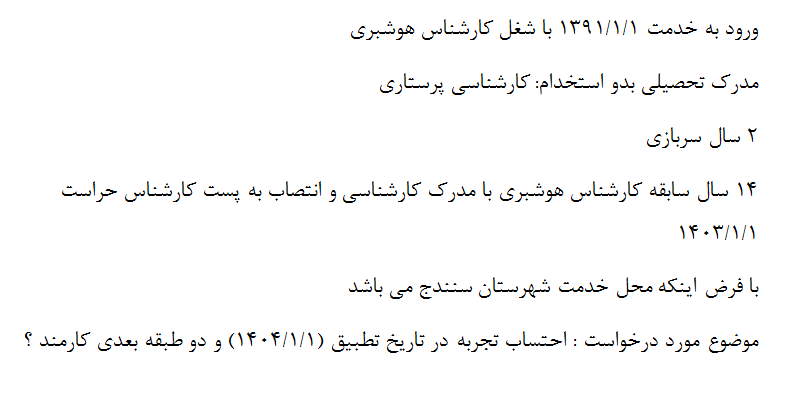 ورود به خدمت ۱۳۹۱/۱/۱ با شغل کارشناس هوشبری
مدرک تحصیلی بدو استخدام: کارشناسی پرستاری
۲ سال سربازی
۱۴ سال سابقه کارشناس هوشبری با مدرک کارشناسی و انتصاب به پست کارشناس حراست
۱۴۰۳/۱/۱
با فرض اینکه محل خدمت شهرستان سنندج می باشد
موضوع مورد درخواست : احتساب تجربه در تاریخ تطبیق (۱۴۰۴/۱/۱) و دو طبقه بعدی کارمند ؟